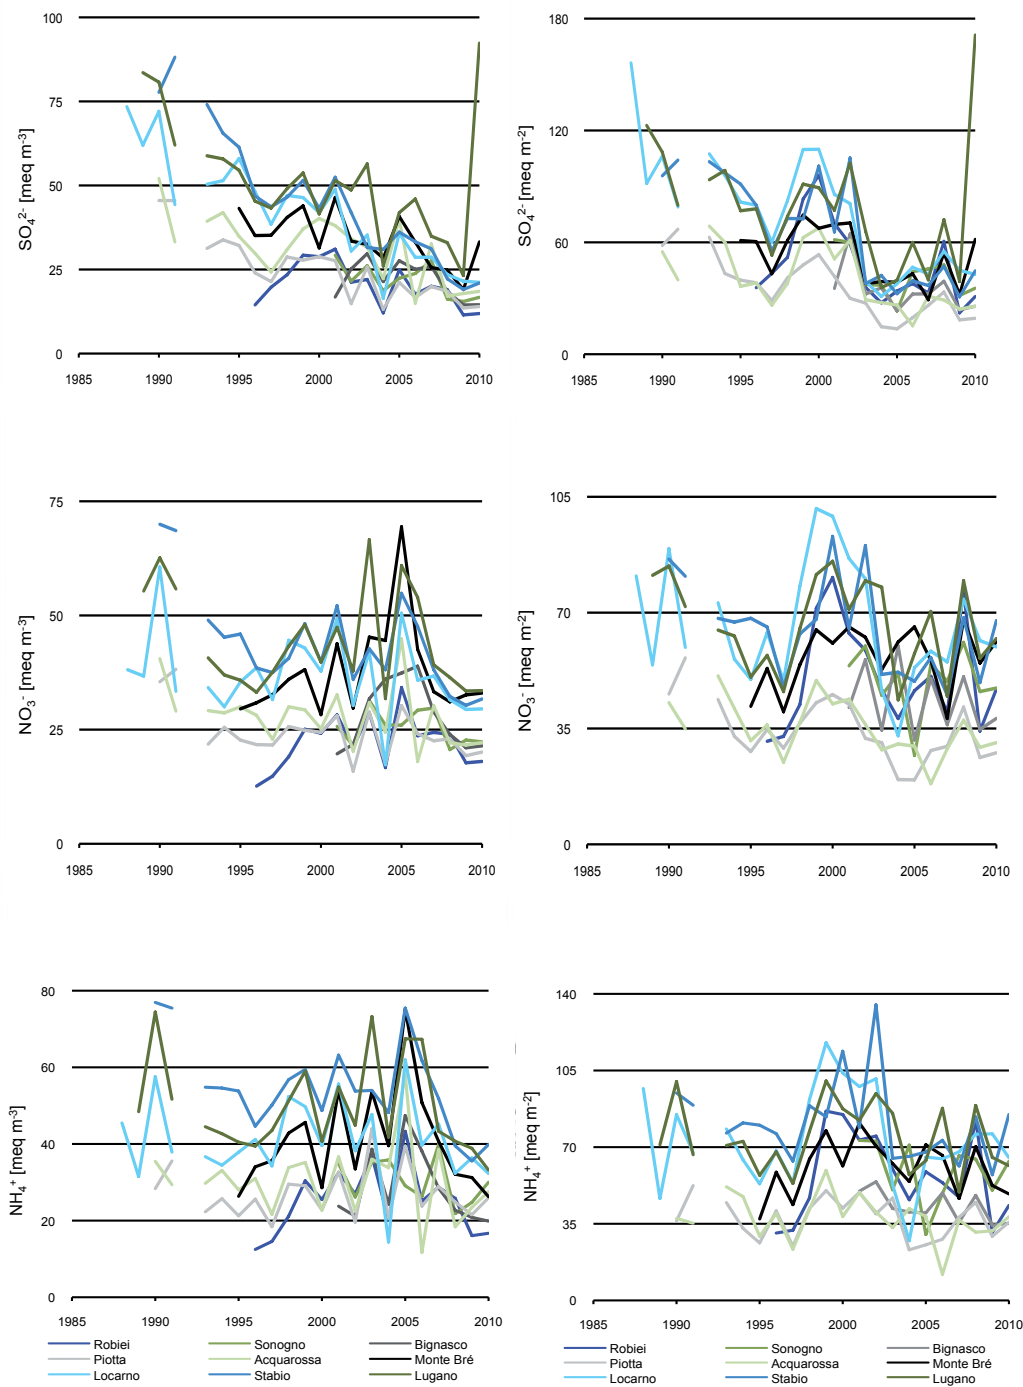 SO₄²⁻ [meq m⁻³]
100
75
50
25
0
1985 1990 1995 2000 2005 2010
SO₄²⁻ [meq m⁻²]
180
120
60
0
1985 1990 1995 2000 2005 2010
NO₃⁻ [meq m⁻³]
75
50
25
0
1985 1990 1995 2000 2005 2010
NO₃⁻ [meq m⁻²]
105
70
35
0
1985 1990 1995 2000 2005 2010
NH₄⁺ [meq m⁻³]
80
60
40
20
0
1985 1990 1995 2000 2005 2010
Robiei Sonogno Bignasco
Piotta Acquarossa Monte Bré
Locarno Stabio Lugano
NH₄⁺ [meq m⁻²]
140
105
70
35
0
1985 1990 1995 2000 2005 2010
Robiei Sonogno Bignasco
Piotta Acquarossa Monte Bré
Locarno Stabio Lugano